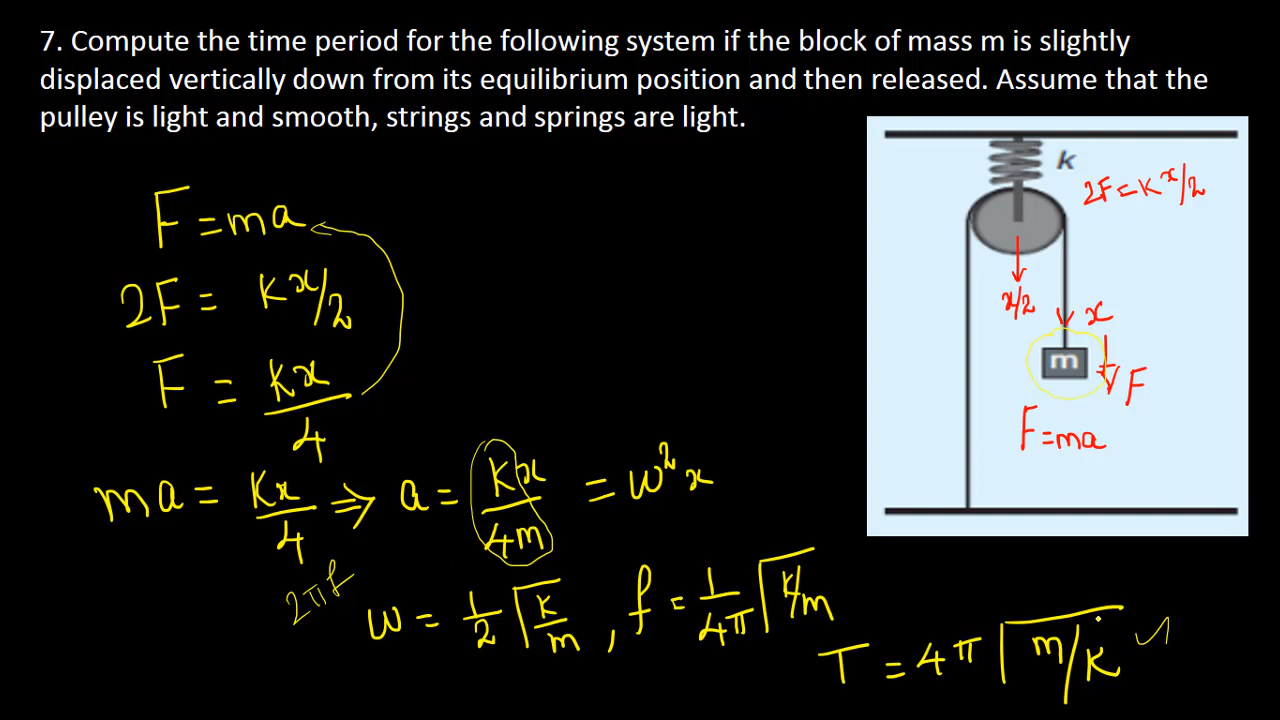 7. Compute the time period for the following system if the block of mass m is slightly
displaced vertically down from its equilibrium position and then released. Assume that the
pulley is light and smooth, strings and springs are light.
F = ma
2F = kx/2
F = kx/4
ma = kx/4 ⇒ a = kx/4m = ω²x
2πf
ω = 1/2 √k/m , f = 1/4π √k/m
T = 4π √m/k
k
2F = kx/2
x/2
x
m
F
F = ma